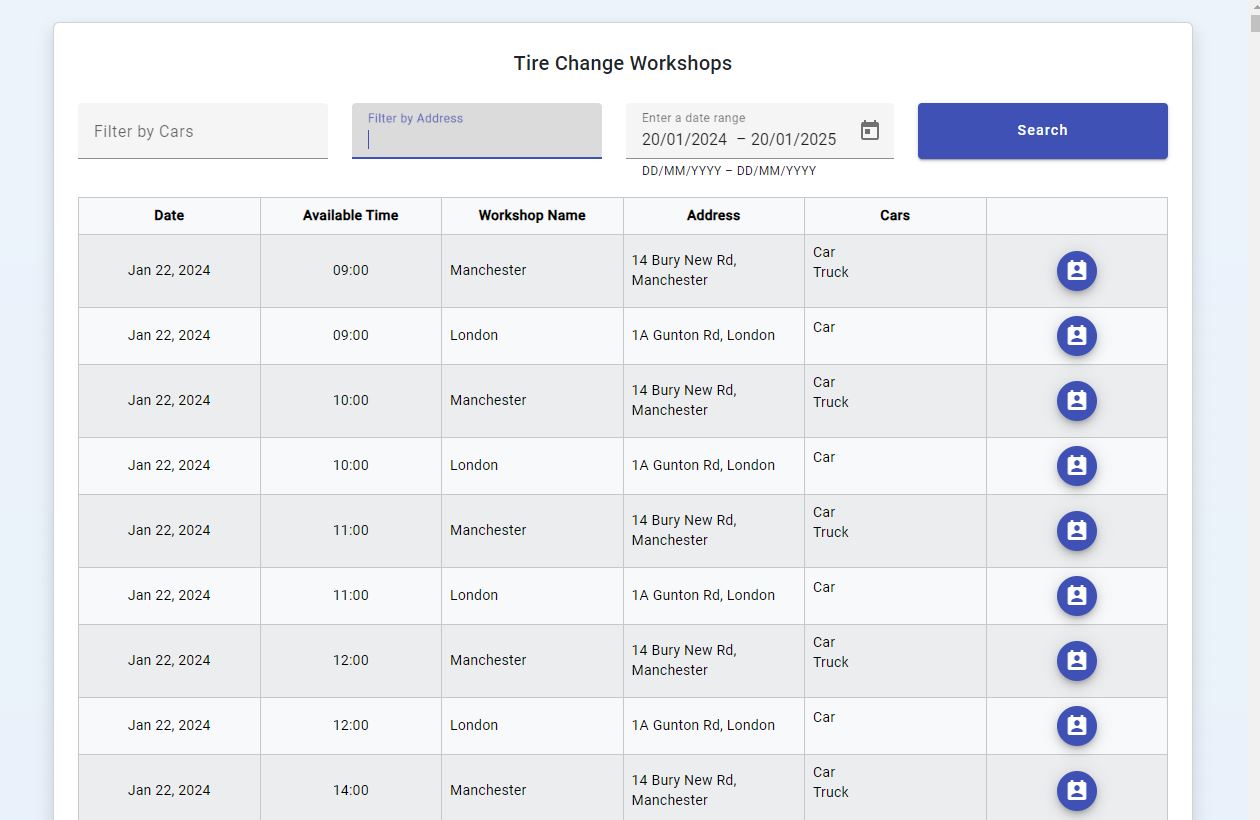 Tire Change Workshops
Filter by Cars
Filter by Address
Enter a date range
20/01/2024 – 20/01/2025
Search
DD/MM/YYYY – DD/MM/YYYY
Date Available Time Workshop Name Address Cars
Jan 22, 2024 09:00 Manchester 14 Bury New Rd, Car
Manchester Truck
Jan 22, 2024 09:00 London 1A Gunton Rd, London Car
Jan 22, 2024 10:00 Manchester 14 Bury New Rd, Car
Manchester Truck
Jan 22, 2024 10:00 London 1A Gunton Rd, London Car
Jan 22, 2024 11:00 Manchester 14 Bury New Rd, Car
Manchester Truck
Jan 22, 2024 11:00 London 1A Gunton Rd, London Car
Jan 22, 2024 12:00 Manchester 14 Bury New Rd, Car
Manchester Truck
Jan 22, 2024 12:00 London 1A Gunton Rd, London Car
Jan 22, 2024 14:00 Manchester 14 Bury New Rd, Car
Manchester Truck